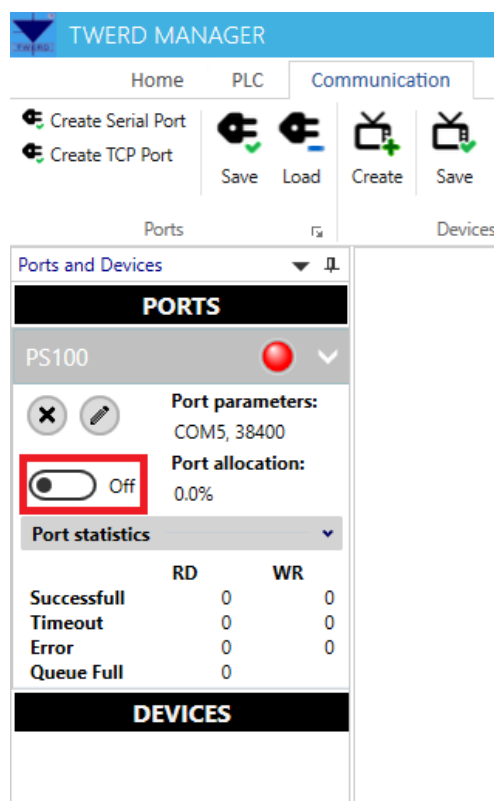 TWERD MANAGER
Home PLC Communication
Create Serial Port
Create TCP Port
Save Load Create Save
Ports Devices
Ports and Devices
PORTS
PS100
Port parameters:
COM5, 38400
Port allocation:
Off 0.0%
Port statistics
RD WR
Successfull 0 0
Timeout 0 0
Error 0 0
Queue Full 0
DEVICES